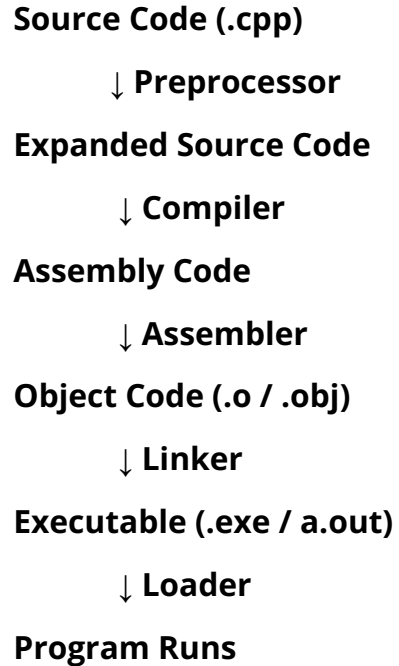 Source Code (.cpp)
↓ Preprocessor
Expanded Source Code
↓ Compiler
Assembly Code
↓ Assembler
Object Code (.o / .obj)
↓ Linker
Executable (.exe / a.out)
↓ Loader
Program Runs